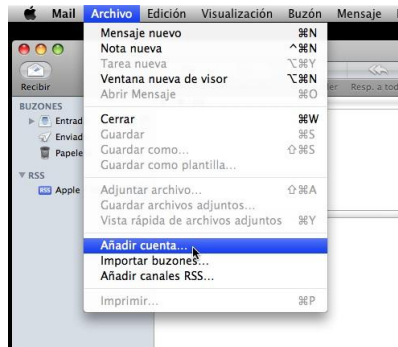 Mail Archivo Edición Visualización Buzón Mensaje
Mensaje nuevo ⌘N
Nota nueva ^⌘N
Tarea nueva ⌥⌘Y
Ventana nueva de visor ⌥⌘N
Abrir Mensaje ⌘O
Cerrar ⌘W
Guardar ⌘S
Guardar como... ⇧⌘S
Guardar como plantilla...
Adjuntar archivo... ⇧⌘A
Guardar archivos adjuntos...
Vista rápida de archivos adjuntos ⌘Y
Añadir cuenta...
Importar buzones...
Añadir canales RSS...
Imprimir... ⌘P
Recibir
Resp. a tod
BUZONES
Entrad
Enviad
Papele
RSS
RSS Apple